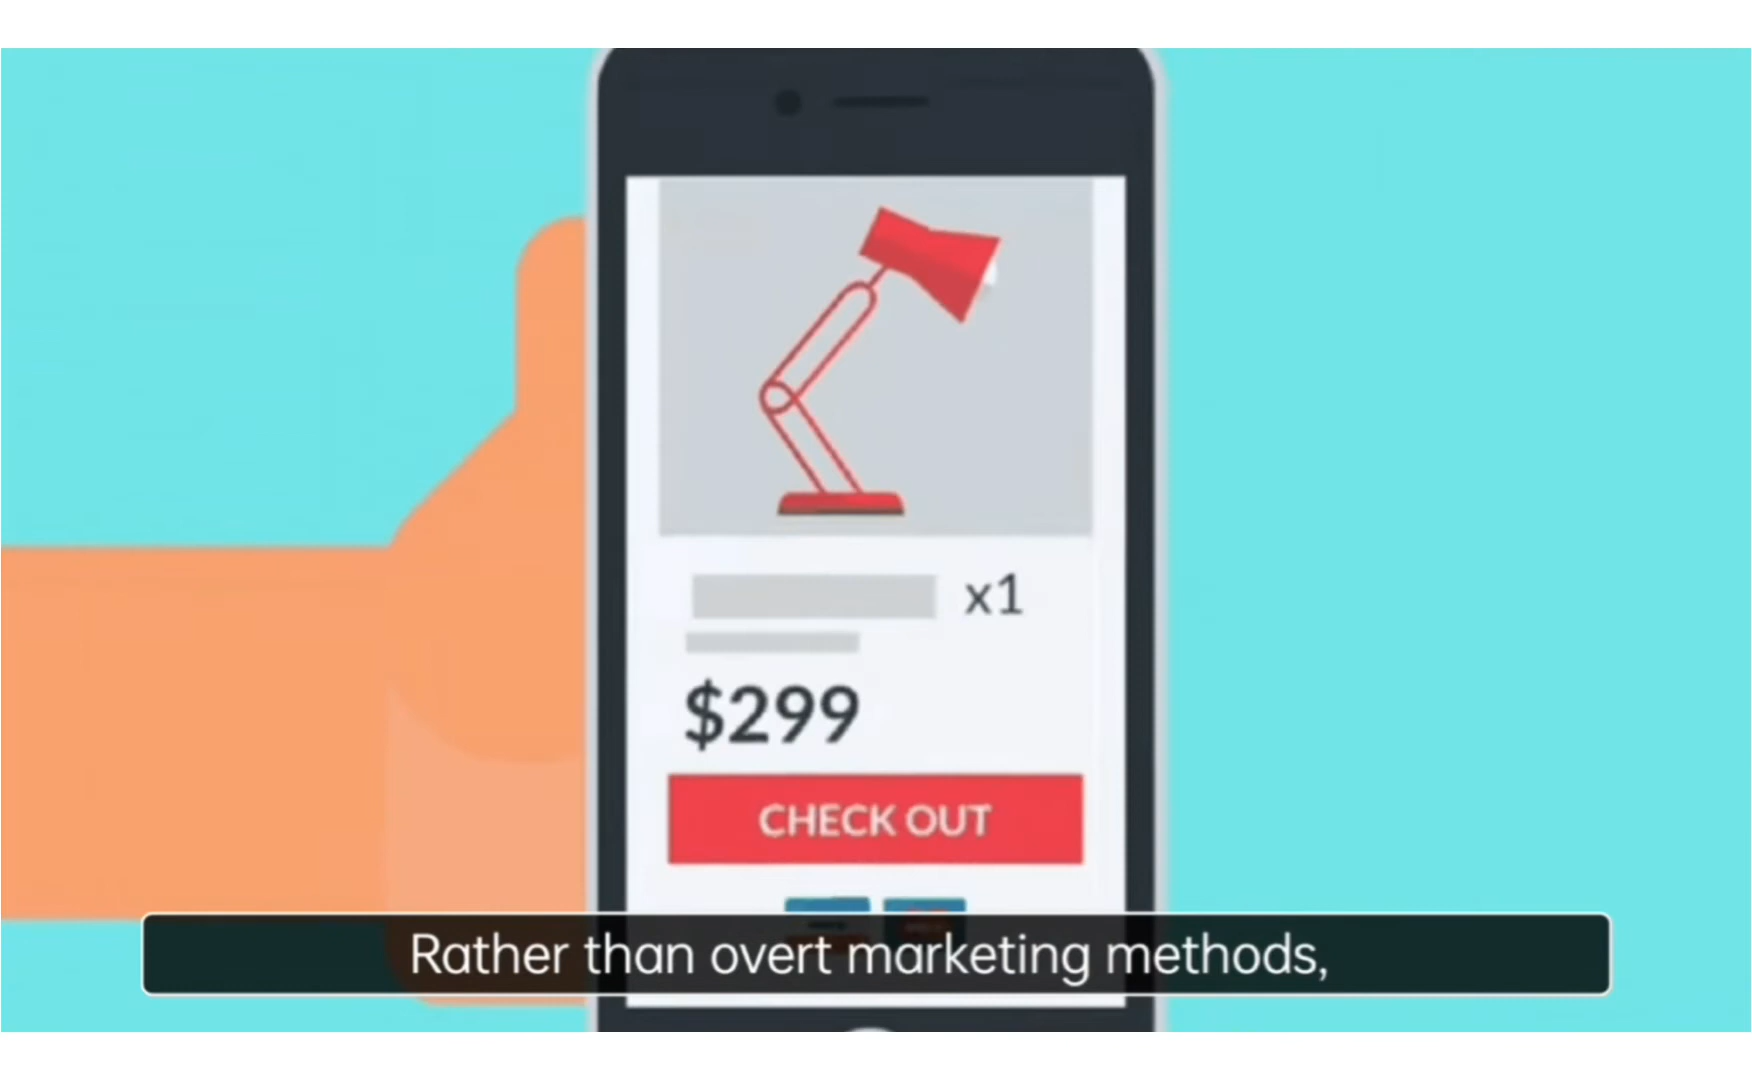 x1
$299
CHECK OUT
Rather than overt marketing methods,